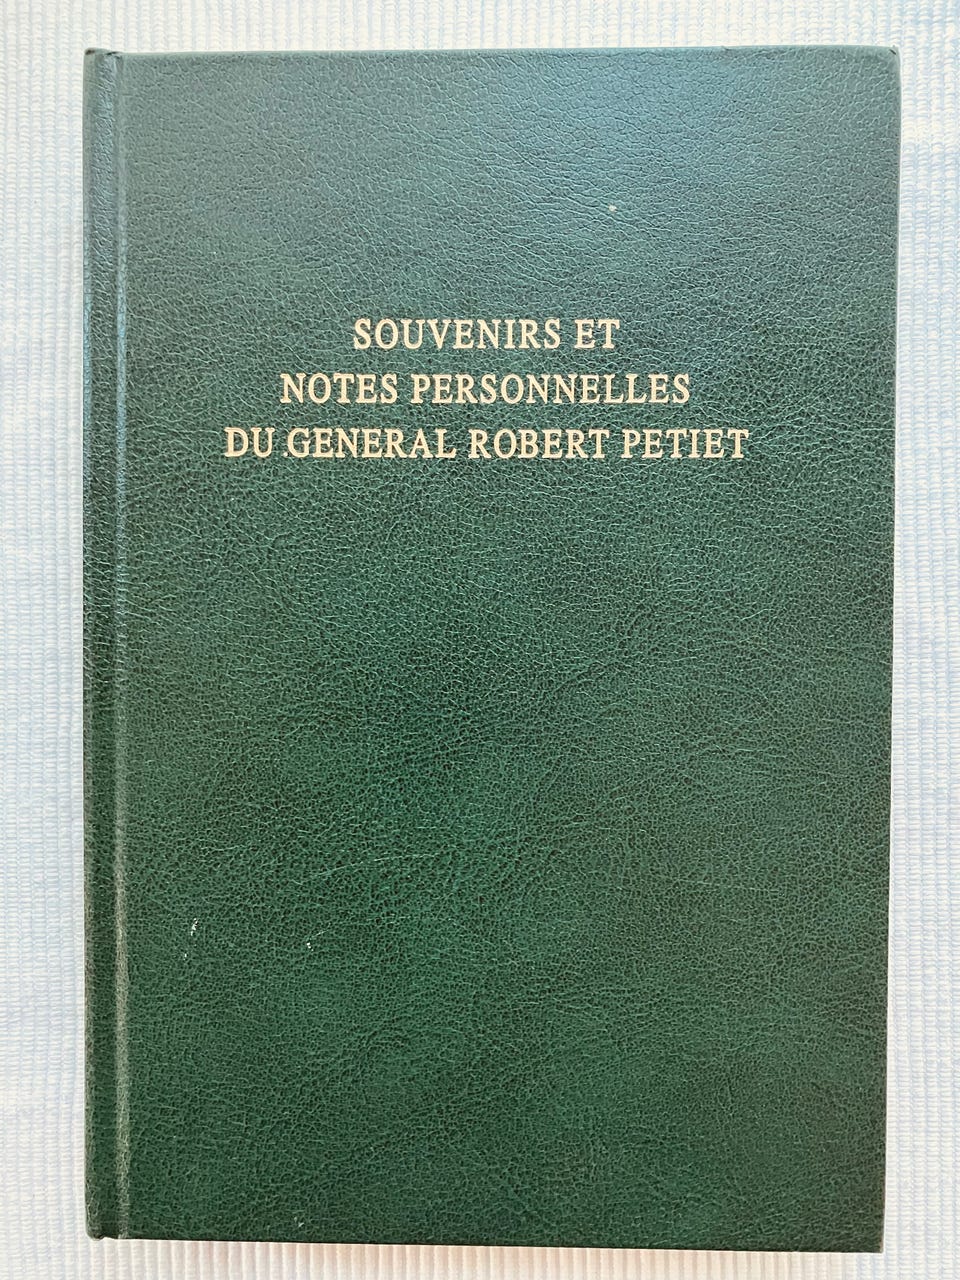 SOUVENIRS ET
NOTES PERSONNELLES
DU GENERAL ROBERT PETIET